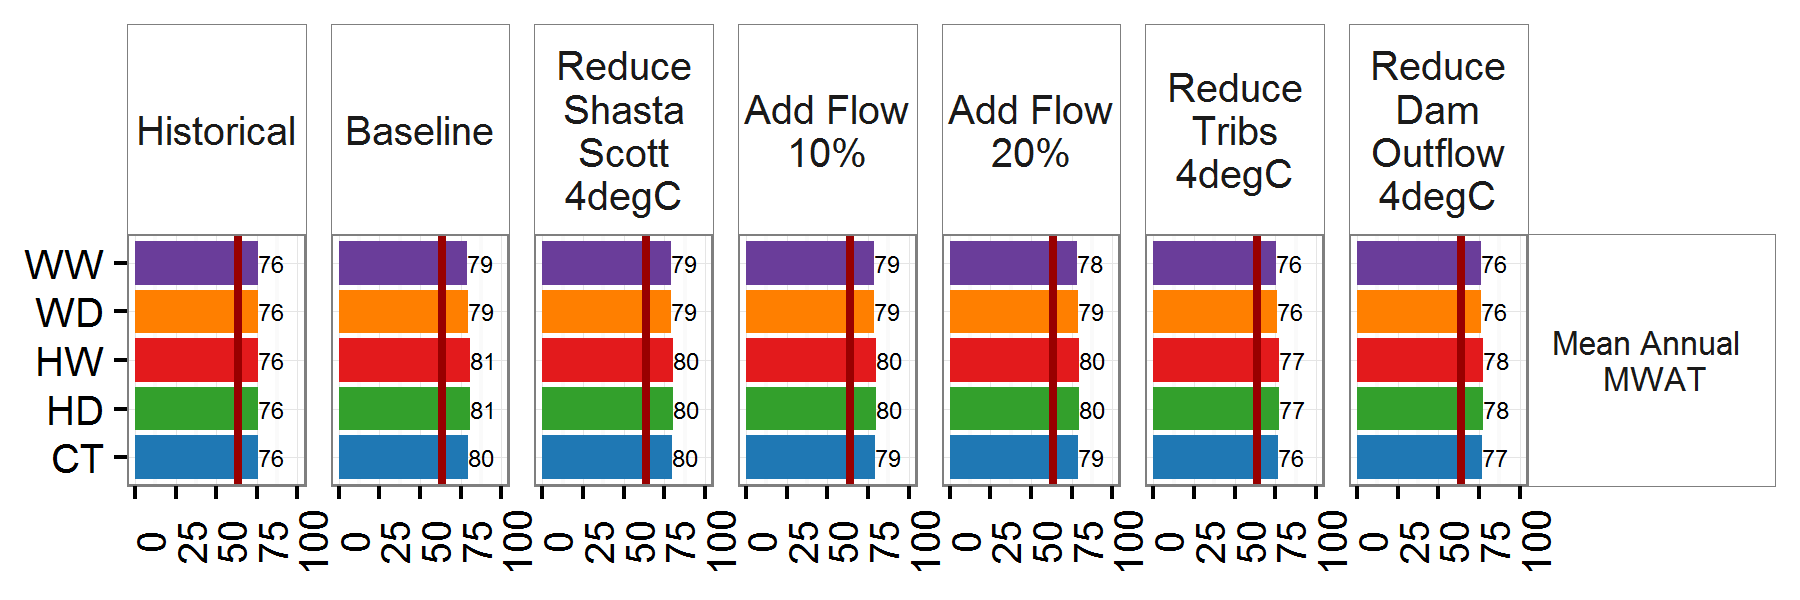 Historical
Baseline
Reduce
Shasta
Scott
4degC
Add Flow
10%
Add Flow
20%
Reduce
Tribs
4degC
Reduce
Dam
Outflow
4degC
WW 76 79 79 79 78 76 76
WD 76 79 79 79 79 76 76
HW 76 81 80 80 80 77 78
HD 76 81 80 80 80 77 78
CT 76 80 80 79 79 76 77
Mean Annual
MWAT
0 25 50 75 100 0 25 50 75 100 0 25 50 75 100 0 25 50 75 100 0 25 50 75 100 0 25 50 75 100 0 25 50 75 100